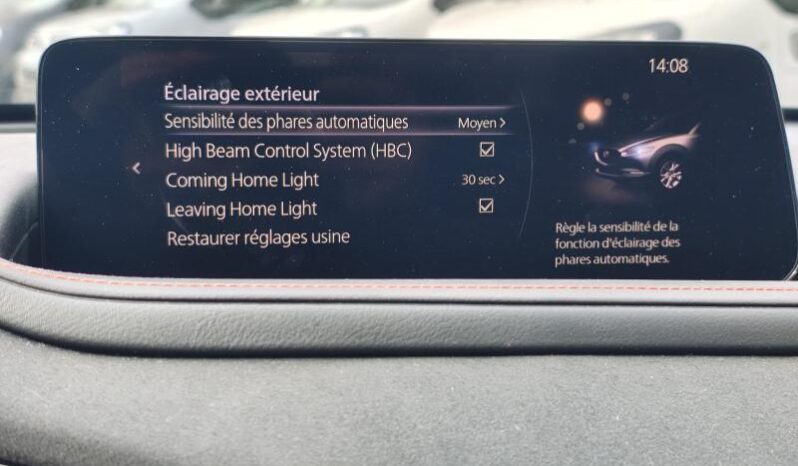 14:08
Éclairage extérieur
Sensibilité des phares automatiques Moyen >
High Beam Control System (HBC)
Coming Home Light 30 sec >
Leaving Home Light
Restaurer réglages usine
Règle la sensibilité de la
fonction d'éclairage des
phares automatiques.